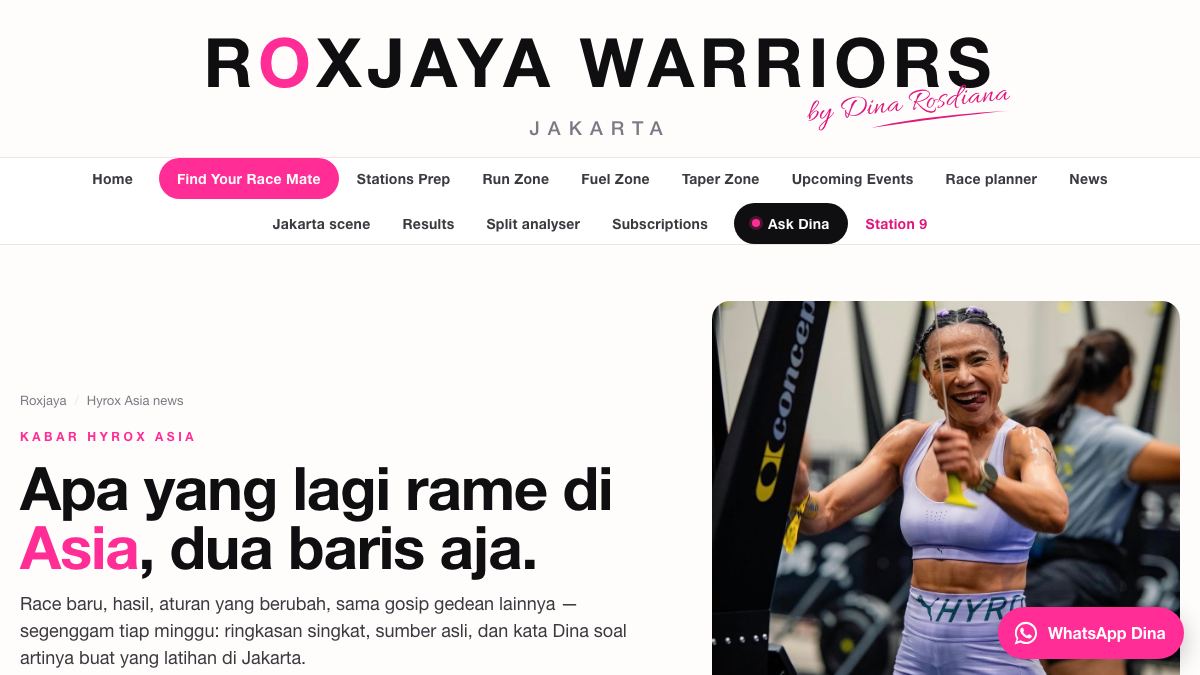 ROXJAYA WARRIORS
by Dina Rosdiana
JAKARTA
Home
Find Your Race Mate
Stations Prep
Run Zone
Fuel Zone
Taper Zone
Upcoming Events
Race planner
News
Jakarta scene
Results
Split analyser
Subscriptions
Ask Dina
Station 9
Roxjaya / Hyrox Asia news
KABAR HYROX ASIA
Apa yang lagi rame di
Asia, dua baris aja.
Race baru, hasil, aturan yang berubah, sama gosip gedean lainnya —
segenggam tiap minggu: ringkasan singkat, sumber asli, dan kata Dina soal
artinya buat yang latihan di Jakarta.
concep
HYRO
WhatsApp Dina